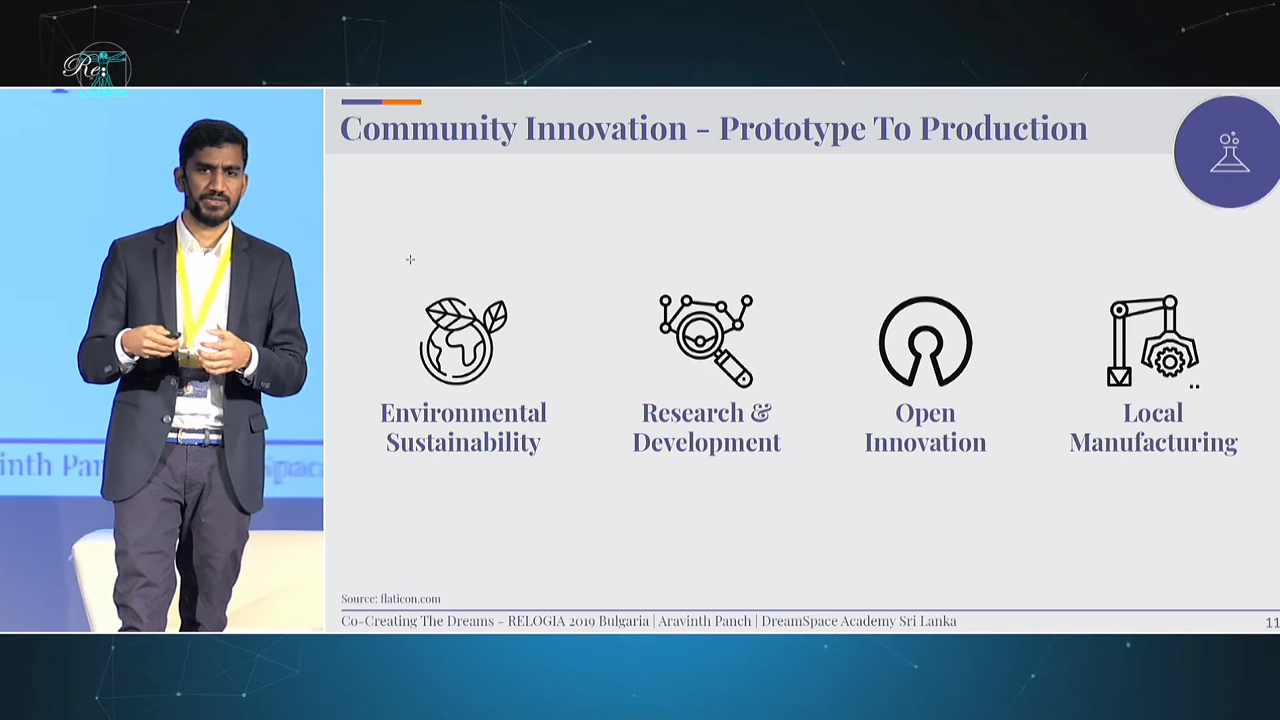 Re:
Community Innovation - Prototype To Production
Environmental
Sustainability
Research &
Development
Open
Innovation
Local
Manufacturing
Source: flaticon.com
Co-Creating The Dreams - RELOGIA 2019 Bulgaria | Aravinth Panch | DreamSpace Academy Sri Lanka
11
inth Pan
Space